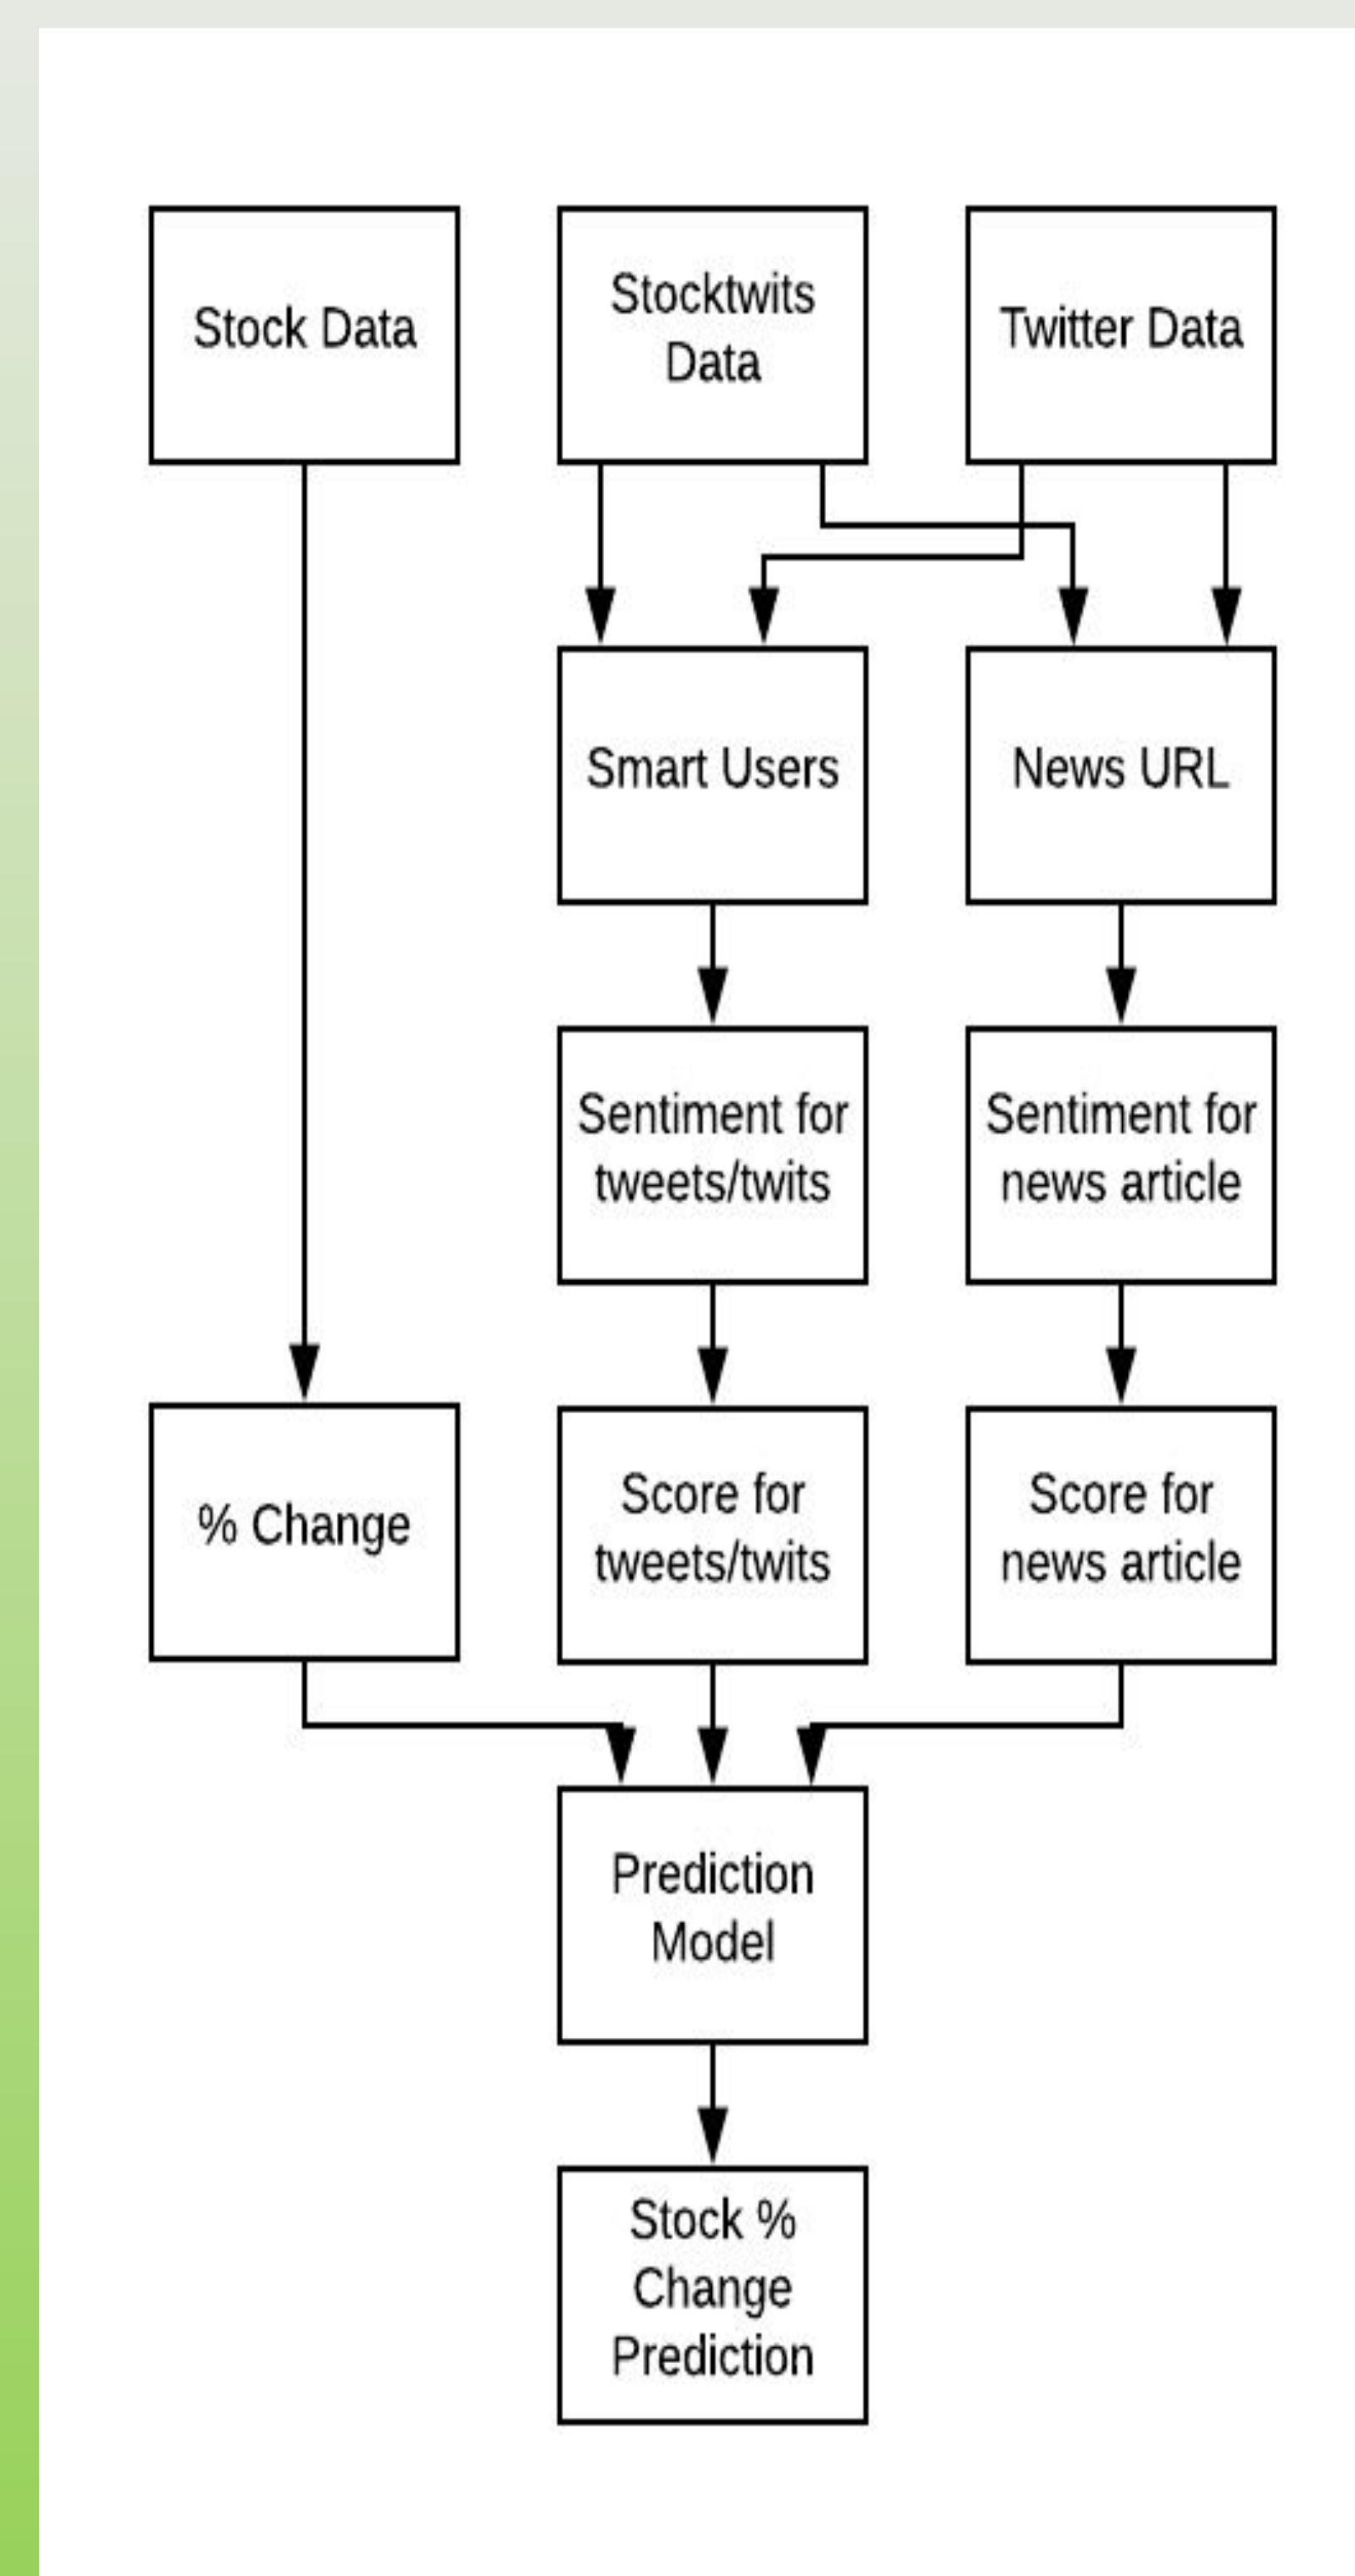 Stock Data
Stocktwits
Data
Twitter Data
Smart Users
News URL
Sentiment for
tweets/twits
Sentiment for
news article
% Change
Score for
tweets/twits
Score for
news article
Prediction
Model
Stock %
Change
Prediction